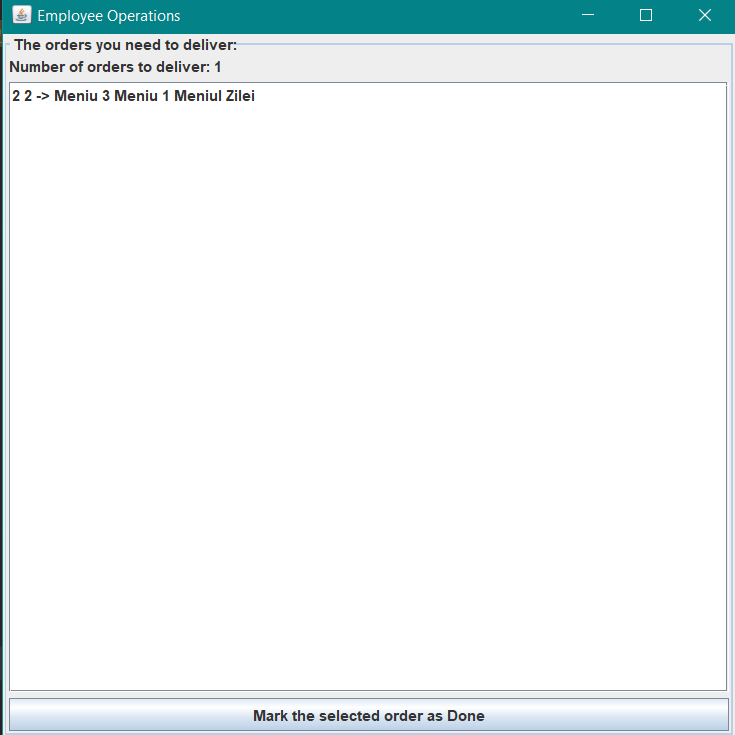 Employee Operations
The orders you need to deliver:
Number of orders to deliver: 1
2 2 -> Meniu 3 Meniu 1 Meniul Zilei
Mark the selected order as Done